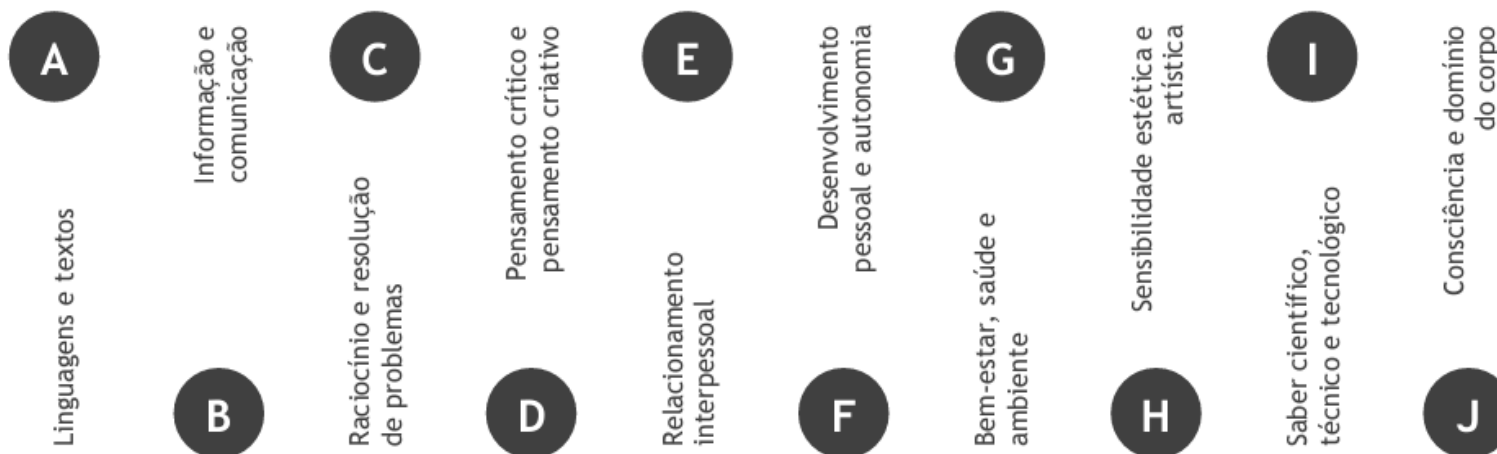 A
Linguagens e textos
B
Informação e
comunicação
C
Raciocínio e resolução
de problemas
D
Pensamento crítico e
pensamento criativo
E
Relacionamento
interpessoal
F
Desenvolvimento
pessoal e autonomia
G
Bem-estar, saúde e
ambiente
H
Sensibilidade estética e
artística
I
Saber científico,
técnico e tecnológico
J
Consciência e domínio
do corpo